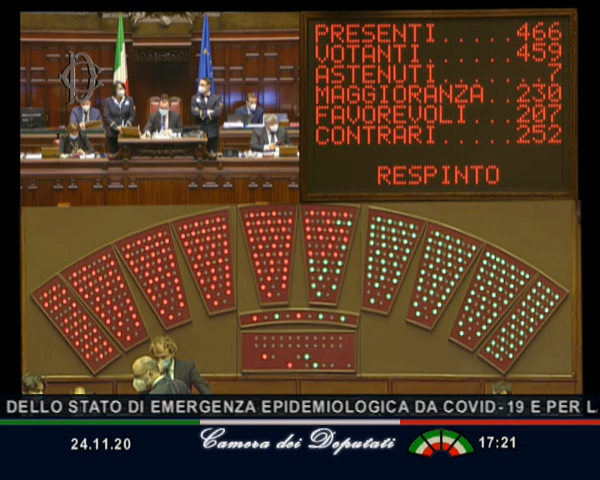 PRESENTI.....466
VOTANTI.....459
ASTENUTI......7
MAGGIORANZA..230
FAVOREVOLI...207
CONTRARI....252
RESPINTO
DELLO STATO DI EMERGENZA EPIDEMIOLOGICA DA COVID-19 E PER L
24.11.20
Camera dei Deputati
17:21